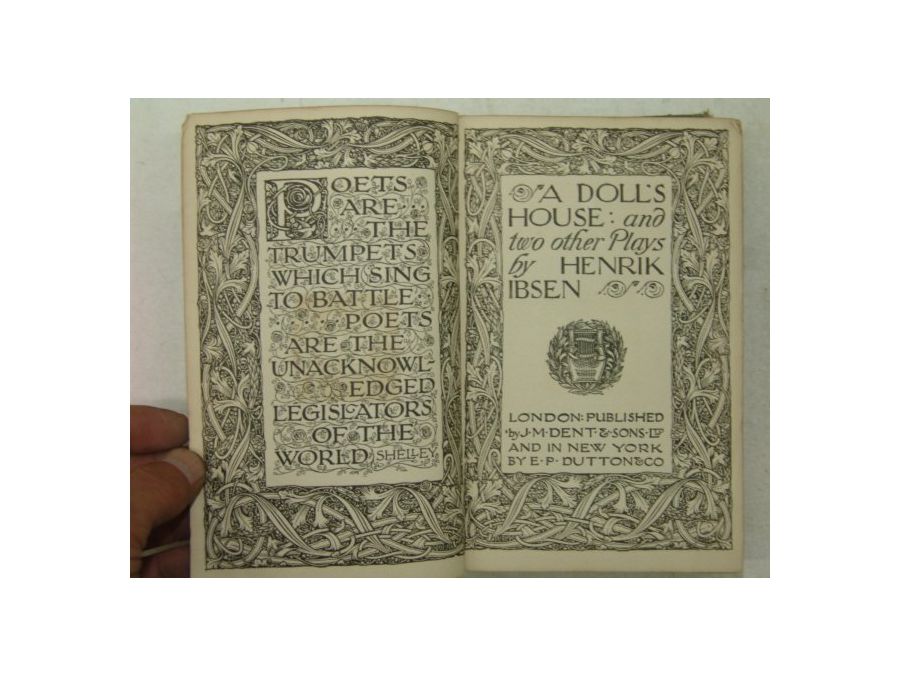 POETS
ARE
THE
TRUMPETS
WHICH SING
TO BATTLE
POETS
ARE THE
UNACKNOWL-
EDGED
LEGISLATORS
OF THE
WORLD SHELLEY
A DOLL'S
HOUSE: and
two other Plays
by HENRIK
IBSEN
LONDON: PUBLISHED
by J. M. DENT & SONS LTD
AND IN NEW YORK
BY E. P. DUTTON & CO